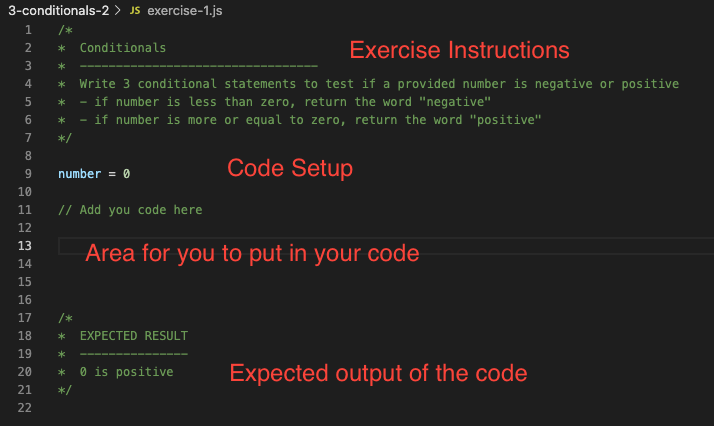 3-conditionals-2 > JS exercise-1.js
1 /*
2 * Conditionals
Exercise Instructions
3 * ---------------------------------
4 * Write 3 conditional statements to test if a provided number is negative or positive
5 * - if number is less than zero, return the word "negative"
6 * - if number is more or equal to zero, return the word "positive"
7 */
8
Code Setup
9 number = 0
10
11 // Add you code here
12
13
Area for you to put in your code
14
15
16
17 /*
18 * EXPECTED RESULT
19 * ---------------
20 * 0 is positive
Expected output of the code
21 */
22